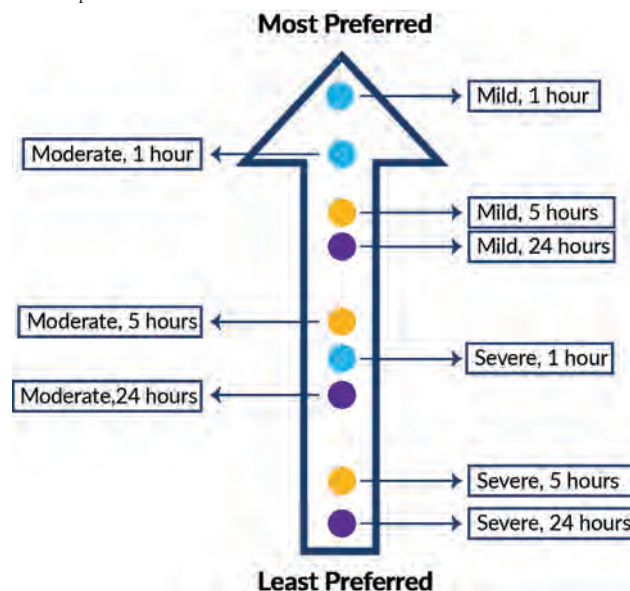 Most Preferred
Mild, 1 hour
Moderate, 1 hour
Mild, 5 hours
Mild, 24 hours
Moderate, 5 hours
Severe, 1 hour
Moderate,24 hours
Severe, 5 hours
Severe, 24 hours
Least Preferred